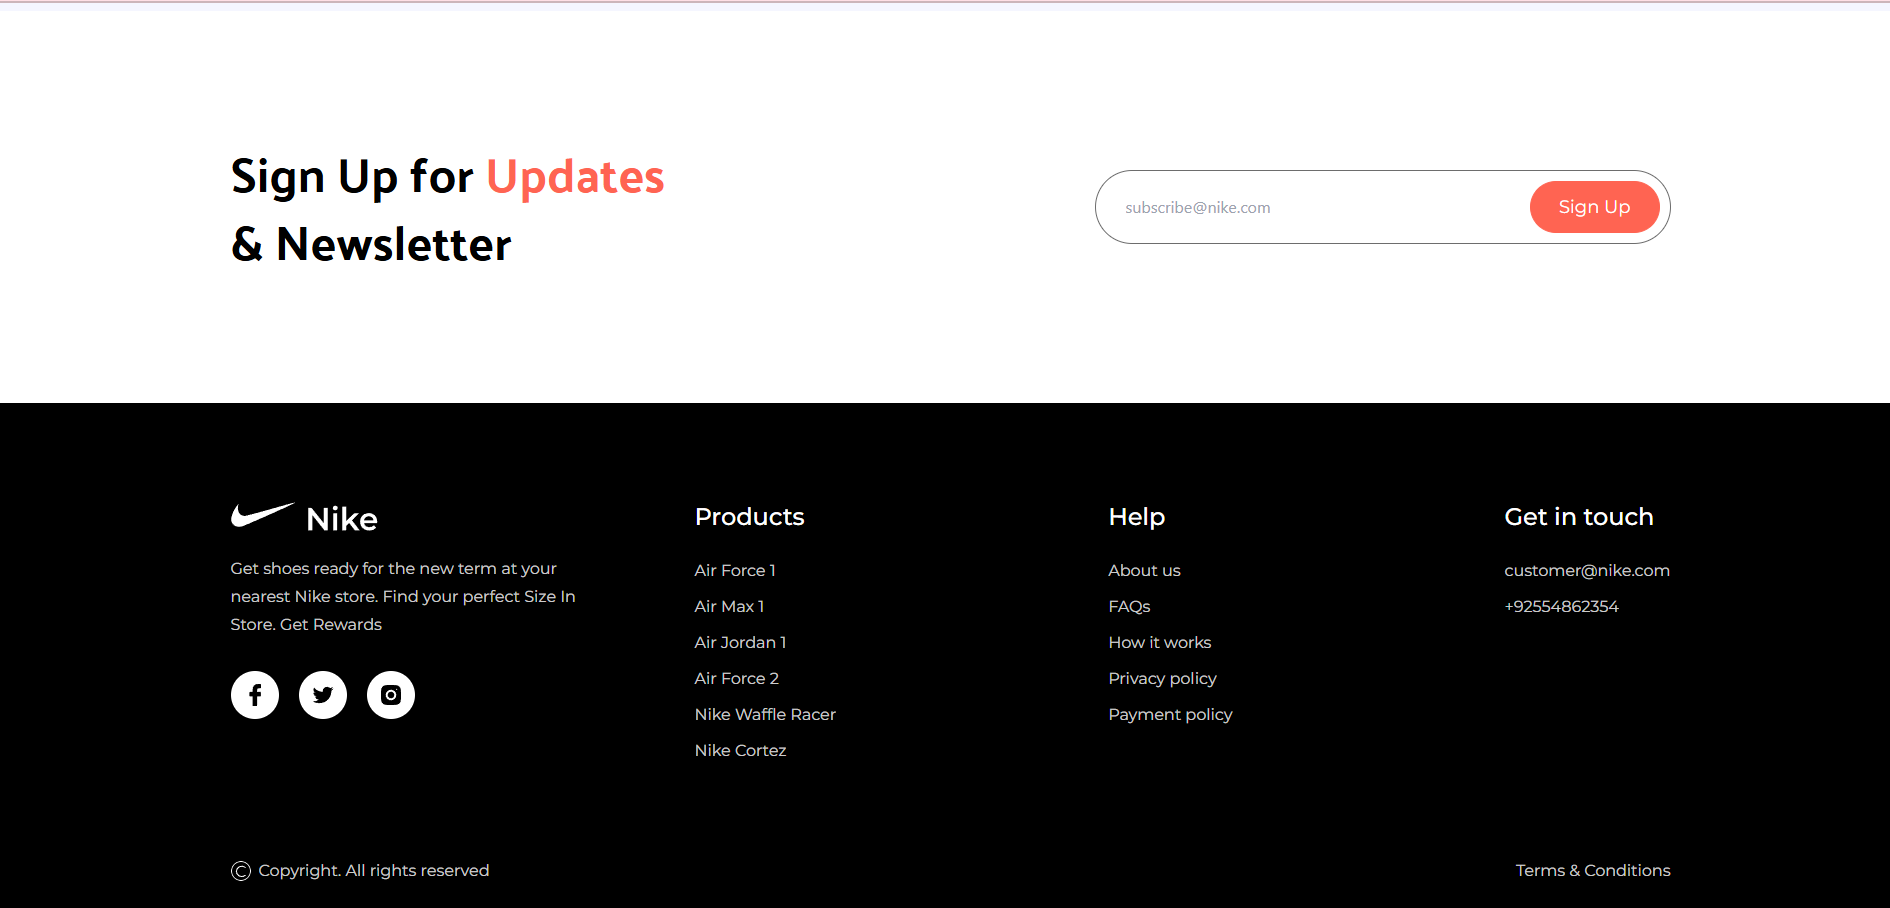 Sign Up for Updates
& Newsletter
subscribe@nike.com
Sign Up
Nike
Get shoes ready for the new term at your
nearest Nike store. Find your perfect Size In
Store. Get Rewards
Products
Air Force 1
Air Max 1
Air Jordan 1
Air Force 2
Nike Waffle Racer
Nike Cortez
Help
About us
FAQs
How it works
Privacy policy
Payment policy
Get in touch
customer@nike.com
+92554862354
© Copyright. All rights reserved
Terms & Conditions